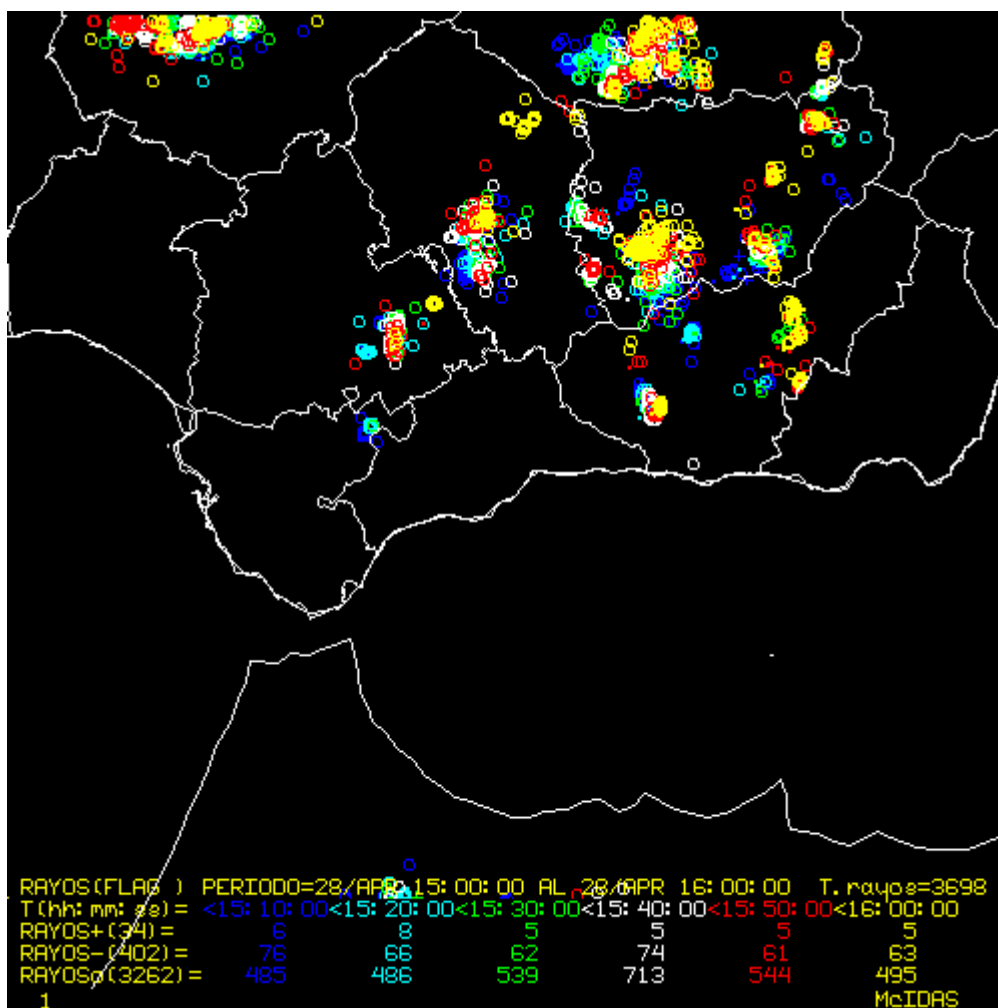 RAYOS(FLAG ) PERIODO=28/APR 15:00:00 AL 28/APR 16:00:00 T.rayos=3698
T(hh:mm:ss)= <15:10:00 <15:20:00 <15:30:00 <15:40:00 <15:50:00 <16:00:00
RAYOS+(34)= 6 8 5 5 5 5
RAYOS-(402)= 76 66 62 74 61 63
RAYOSg(3262)= 485 486 539 713 544 495
1 McIDAS